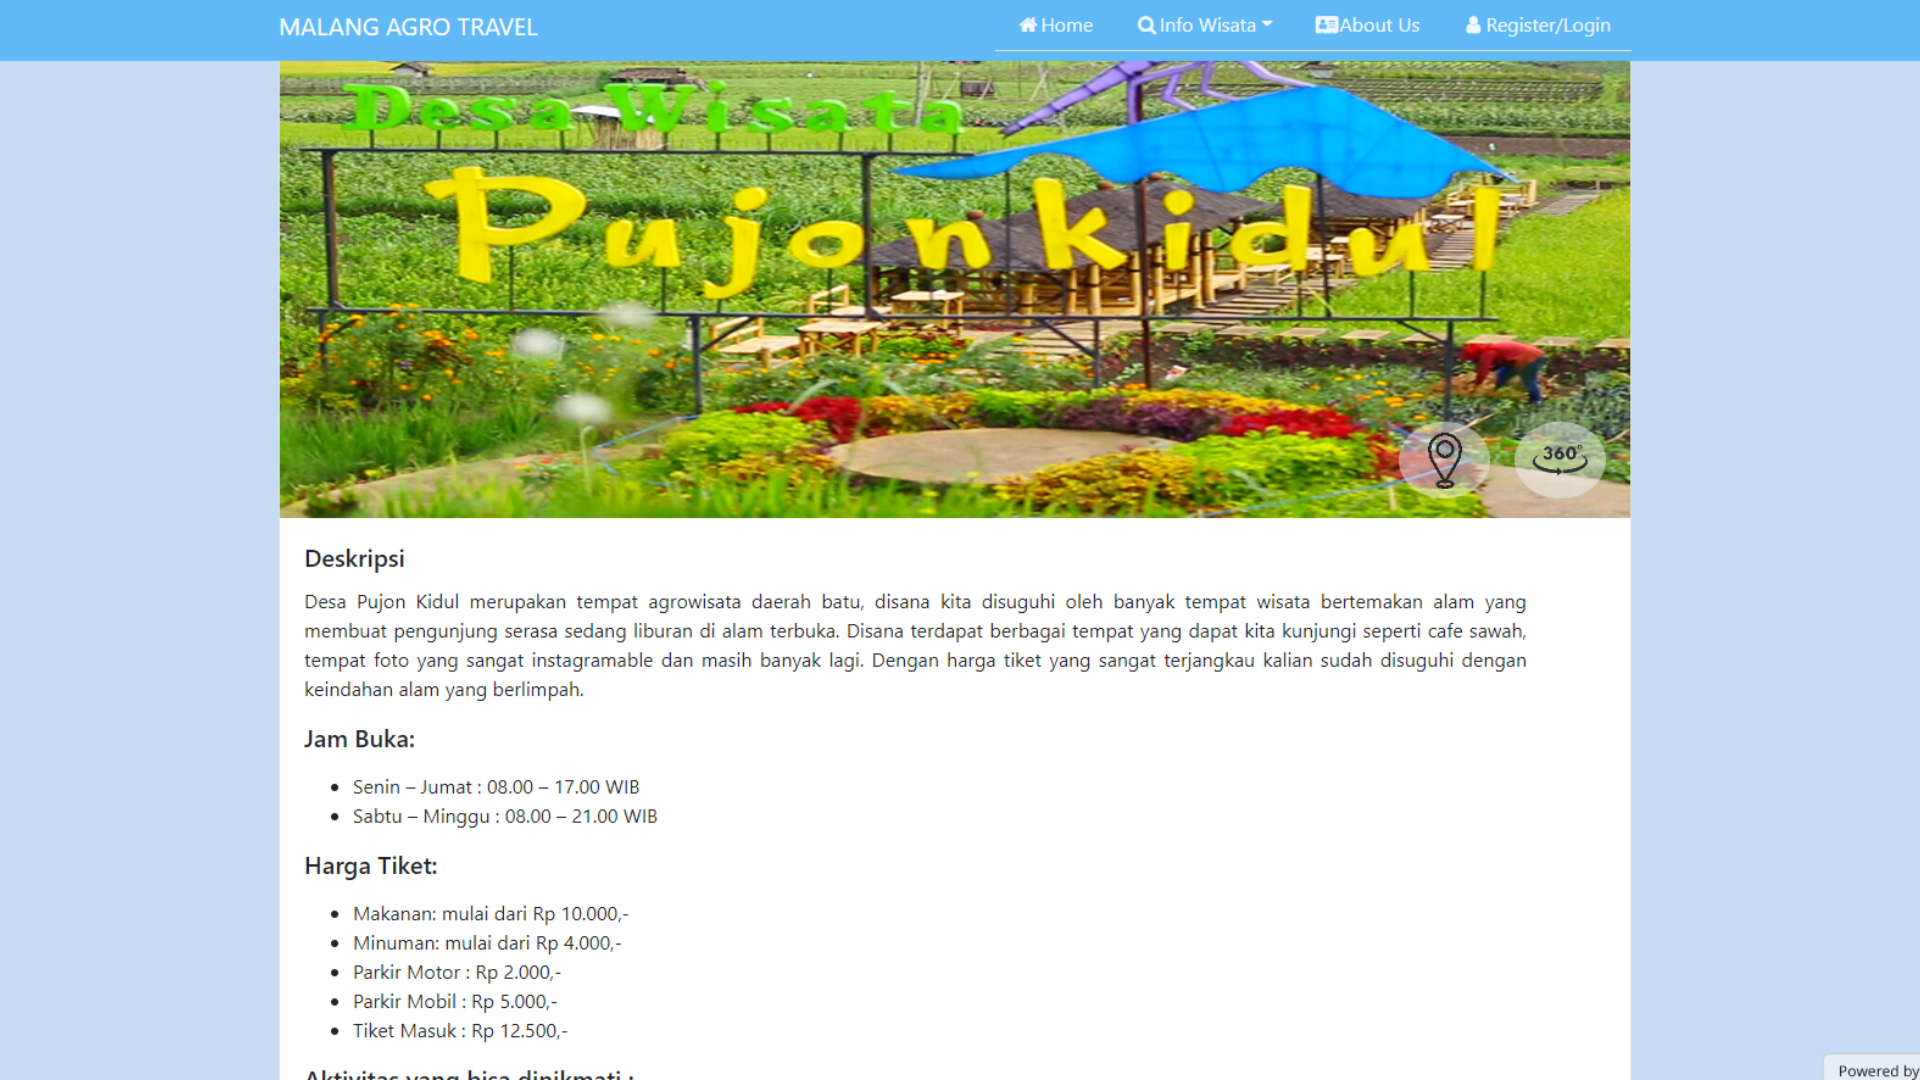 MALANG AGRO TRAVEL
Home
Info Wisata
About Us
Register/Login
Desa Wisata
Pujonkidul
360°
Deskripsi
Desa Pujon Kidul merupakan tempat agrowisata daerah batu, disana kita disuguhi oleh banyak tempat wisata bertemakan alam yang
membuat pengunjung serasa sedang liburan di alam terbuka. Disana terdapat berbagai tempat yang dapat kita kunjungi seperti cafe sawah,
tempat foto yang sangat instagramable dan masih banyak lagi. Dengan harga tiket yang sangat terjangkau kalian sudah disuguhi dengan
keindahan alam yang berlimpah.
Jam Buka:
Senin – Jumat : 08.00 – 17.00 WIB
Sabtu – Minggu : 08.00 – 21.00 WIB
Harga Tiket:
Makanan: mulai dari Rp 10.000,-
Minuman: mulai dari Rp 4.000,-
Parkir Motor : Rp 2.000,-
Parkir Mobil : Rp 5.000,-
Tiket Masuk : Rp 12.500,-
Aktivitas yang bisa dinikmati :
Powered by